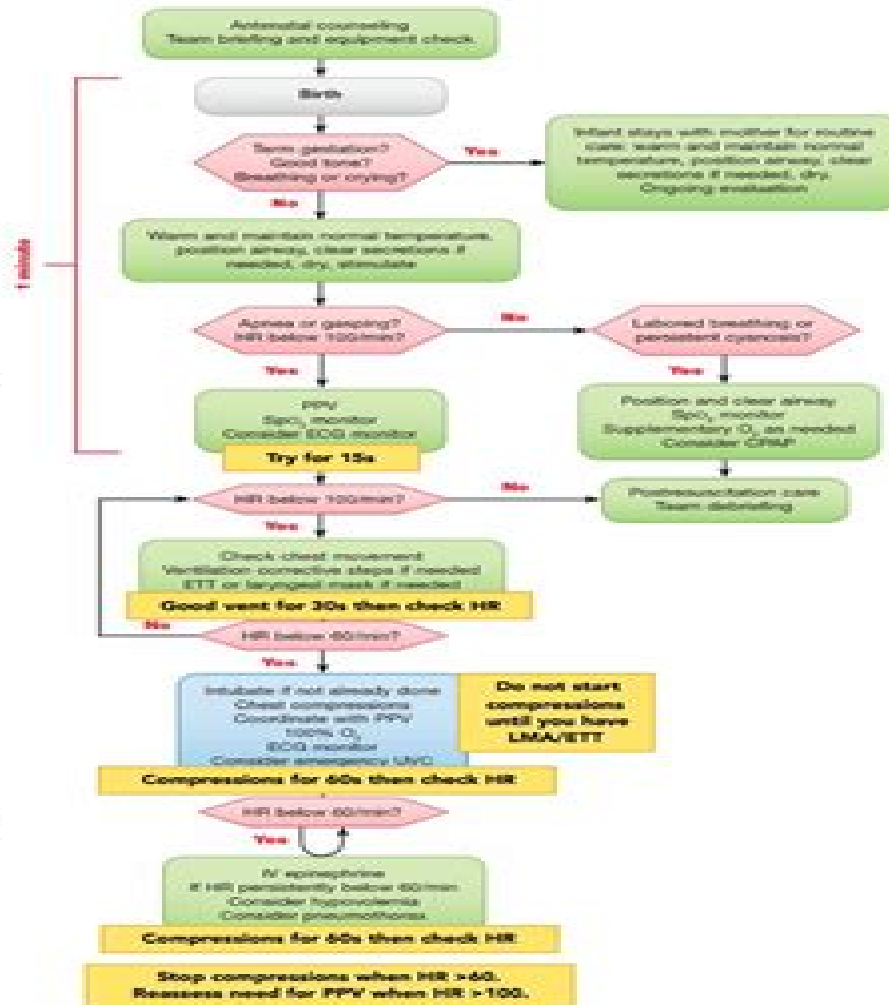 Antenatal counseling
Team briefing and equipment check
Birth
Term gestation?
Good tone?
Breathing or crying?
Yes
Infant stays with mother for routine
care: warm and maintain normal
temperature, position airway, clear
secretions if needed, dry.
Ongoing evaluation
No
1 minute
Warm and maintain normal temperature,
position airway, clear secretions if
needed, dry, stimulate
Apnea or gasping?
HR below 100/min?
No
Labored breathing or
persistent cyanosis?
Yes
Yes
PPV
SpO₂ monitor
Consider ECG monitor
Try for 15s
Position and clear airway
SpO₂ monitor
Supplementary O₂ as needed
Consider CPAP
HR below 100/min?
No
Postresuscitation care
Team debriefing
Yes
Check chest movement
Ventilation corrective steps if needed
ETT or laryngeal mask if needed
Good vent for 30s then check HR
No
HR below 60/min?
Yes
Intubate if not already done
Chest compressions
Coordinate with PPV
100% O₂
ECG monitor
Consider emergency UVC
Do not start
compressions
until you have
LMA/ETT
Compressions for 60s then check HR
HR below 60/min?
Yes
IV epinephrine
If HR persistently below 60/min
Consider hypovolemia
Consider pneumothorax
Compressions for 60s then check HR
Stop compressions when HR >60.
Reassess need for PPV when HR >100.